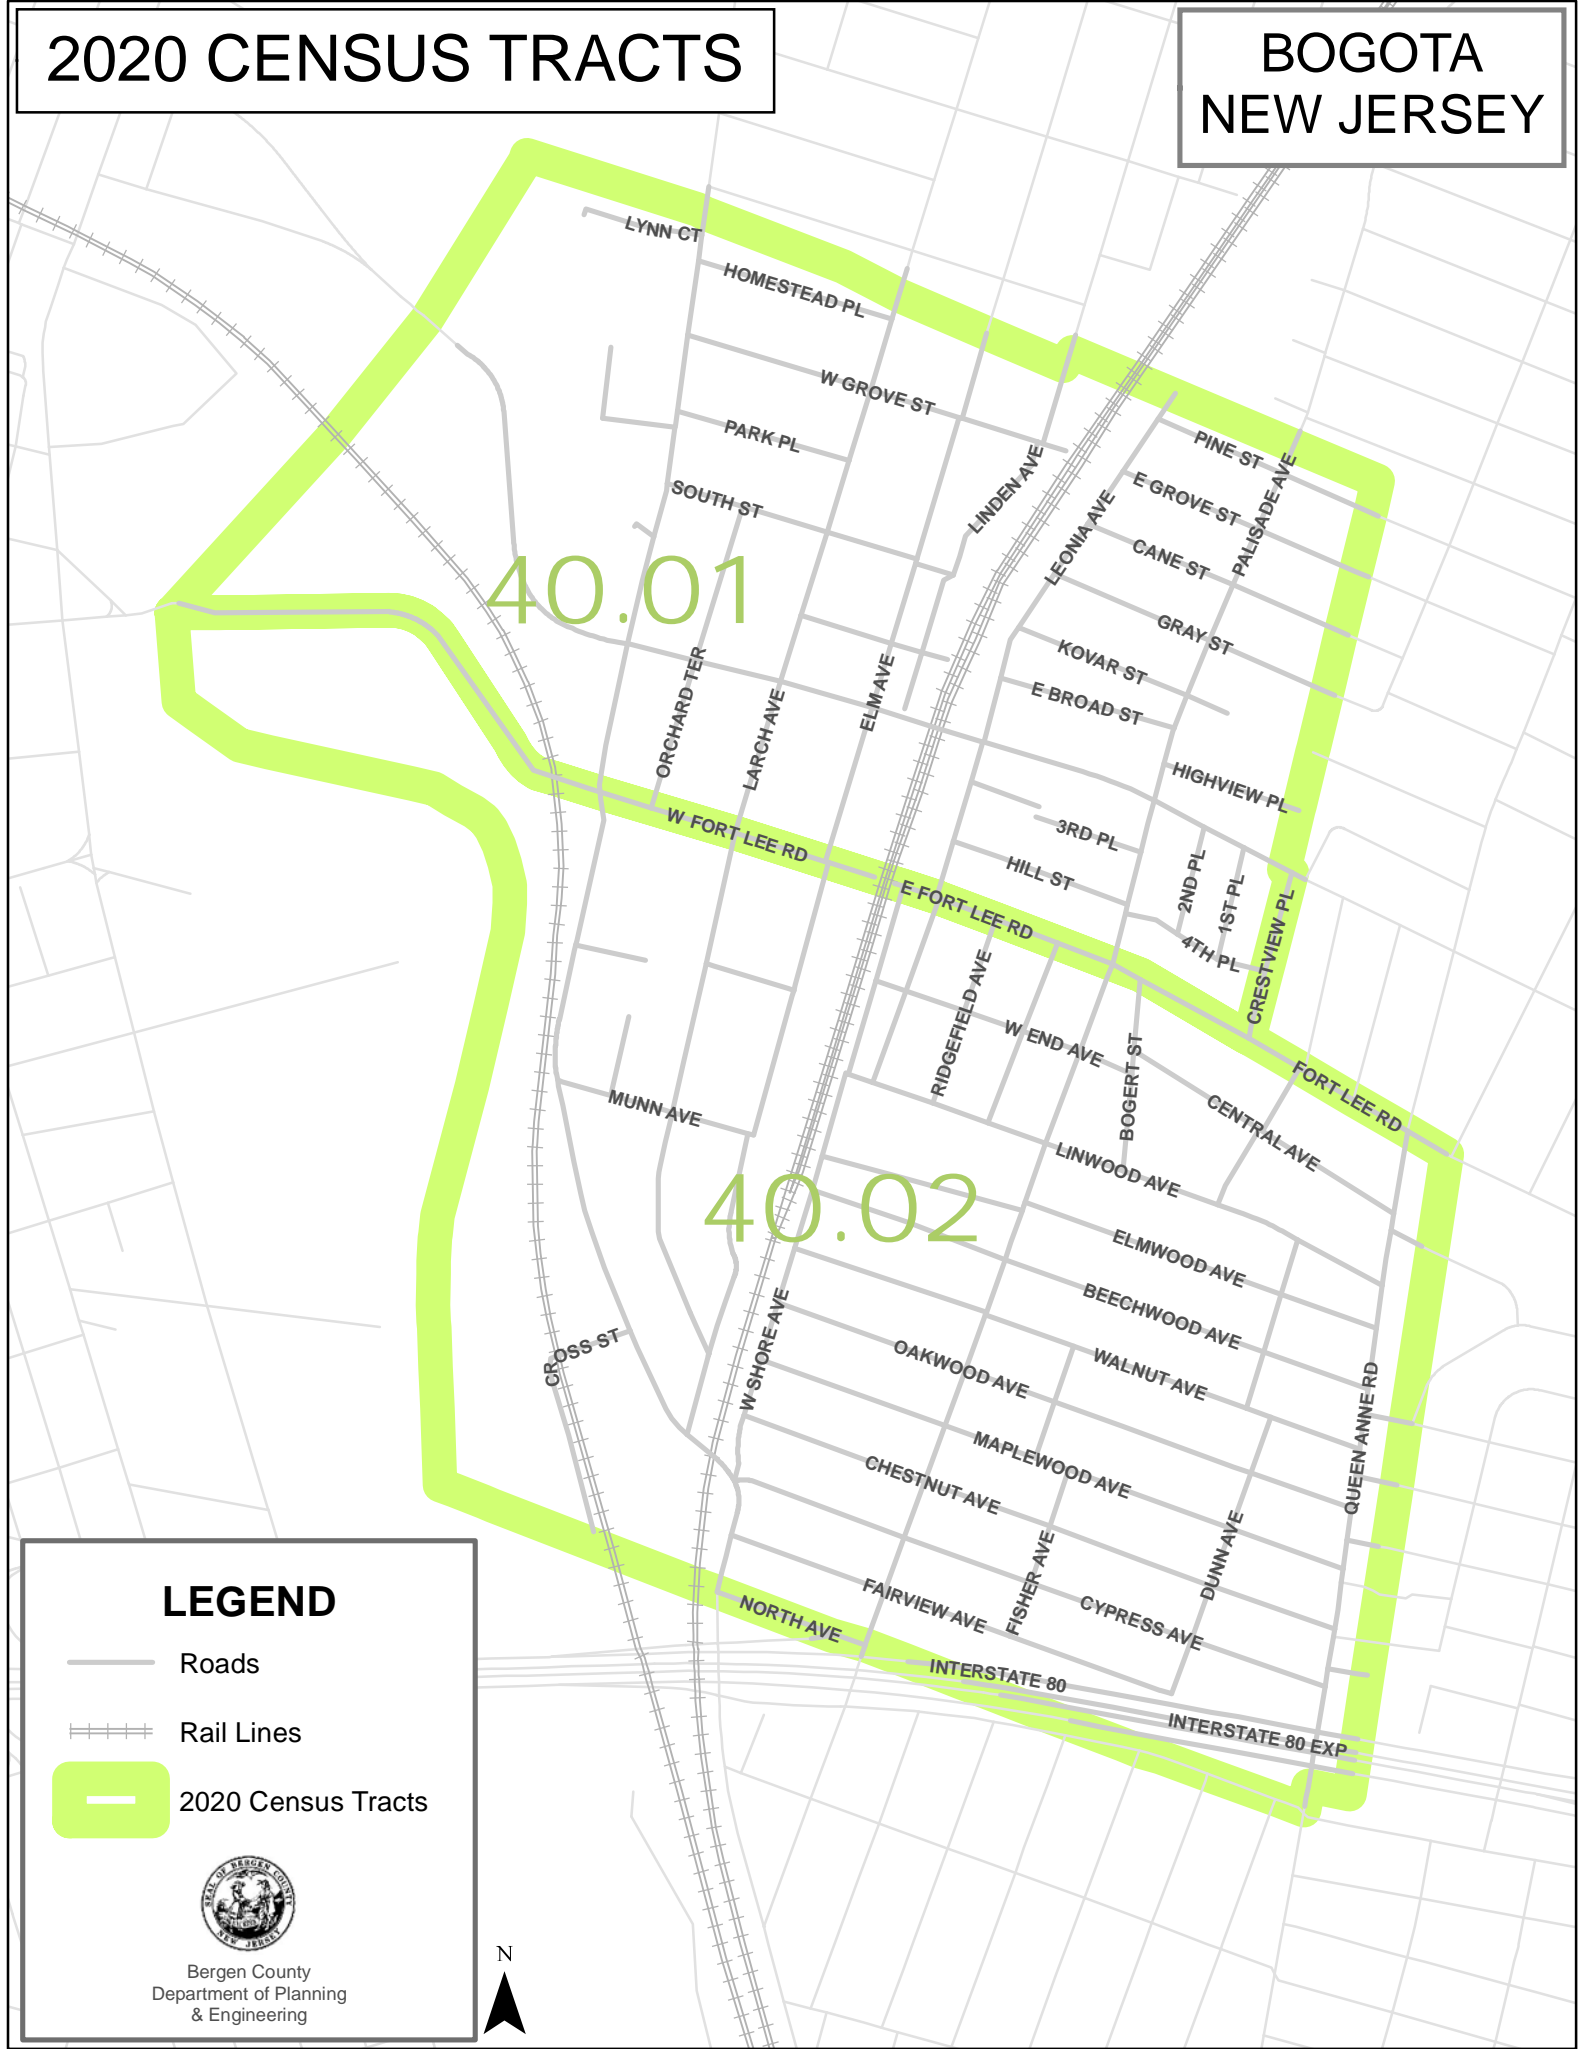 2020 CENSUS TRACTS
BOGOTA
NEW JERSEY
LYNN CT
HOMESTEAD PL
W GROVE ST
PARK PL
SOUTH ST
LINDEN AVE
LEONIA AVE
PINE ST
E GROVE ST
PALISADE AVE
CANE ST
GRAY ST
KOVAR ST
E BROAD ST
40.01
ORCHARD TER
LARCH AVE
ELM AVE
HIGHVIEW PL
3RD PL
HILL ST
2ND PL
1ST PL
4TH PL
CRESTVIEW PL
W FORT LEE RD
E FORT LEE RD
FORT LEE RD
RIDGEFIELD AVE
W END AVE
BOGERT ST
CENTRAL AVE
MUNN AVE
LINWOOD AVE
40.02
ELMWOOD AVE
BEECHWOOD AVE
WALNUT AVE
CROSS ST
W SHORE AVE
OAKWOOD AVE
QUEEN ANNE RD
MAPLEWOOD AVE
CHESTNUT AVE
FISHER AVE
DUNN AVE
FAIRVIEW AVE
CYPRESS AVE
NORTH AVE
INTERSTATE 80
INTERSTATE 80 EXP
LEGEND
Roads
Rail Lines
2020 Census Tracts
SEAL OF BERGEN COUNTY
NEW JERSEY
Bergen County
Department of Planning
& Engineering
N